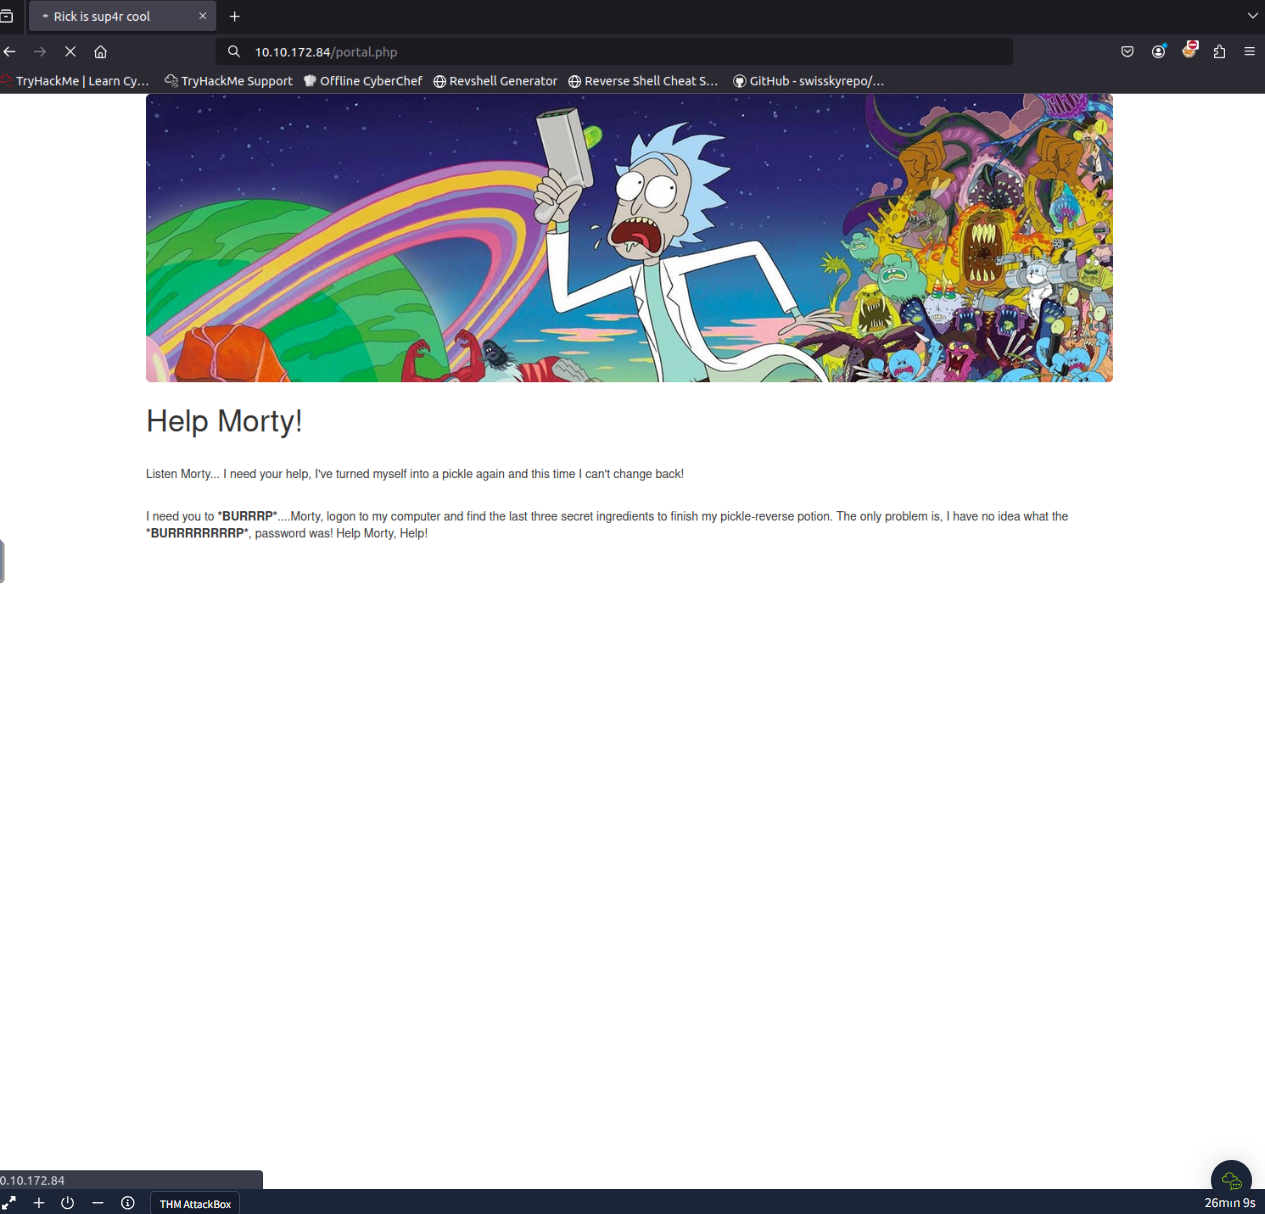 Rick is sup4r cool
10.10.172.84/portal.php
TryHackMe | Learn Cy… TryHackMe Support Offline CyberChef Revshell Generator Reverse Shell Cheat S… GitHub - swisskyrepo/…
Help Morty!
Listen Morty... I need your help, I've turned myself into a pickle again and this time I can't change back!
I need you to *BURRRP*....Morty, logon to my computer and find the last three secret ingredients to finish my pickle-reverse potion. The only problem is, I have no idea what the
*BURRRRRRRRP*, password was! Help Morty, Help!
0.10.172.84
THM AttackBox
26min 9s